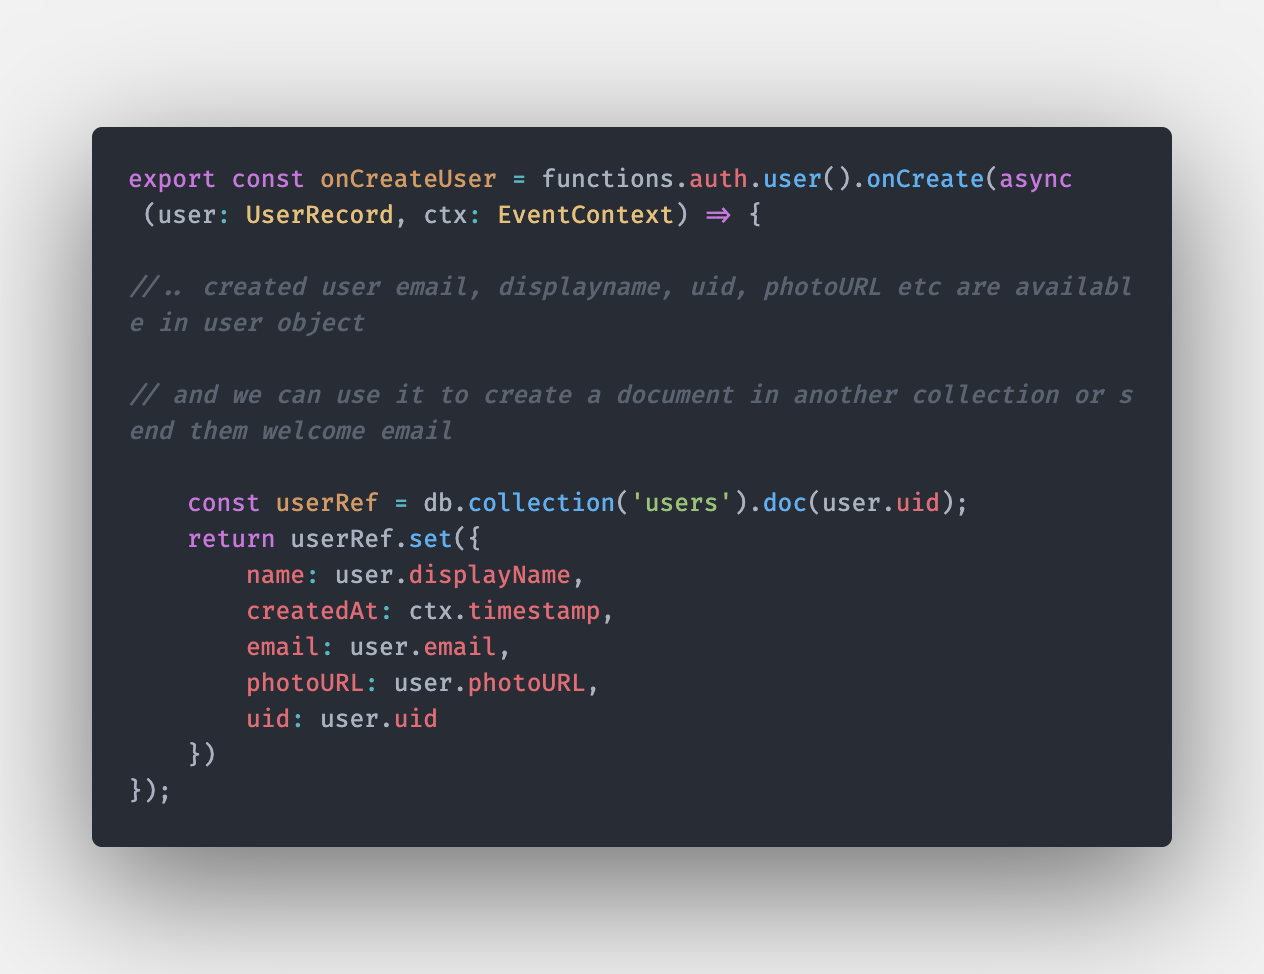 export const onCreateUser = functions.auth.user().onCreate(async
(user: UserRecord, ctx: EventContext) => {
//.. created user email, displayname, uid, photoURL etc are availabl
e in user object
// and we can use it to create a document in another collection or s
end them welcome email
const userRef = db.collection('users').doc(user.uid);
return userRef.set({
name: user.displayName,
createdAt: ctx.timestamp,
email: user.email,
photoURL: user.photoURL,
uid: user.uid
})
});